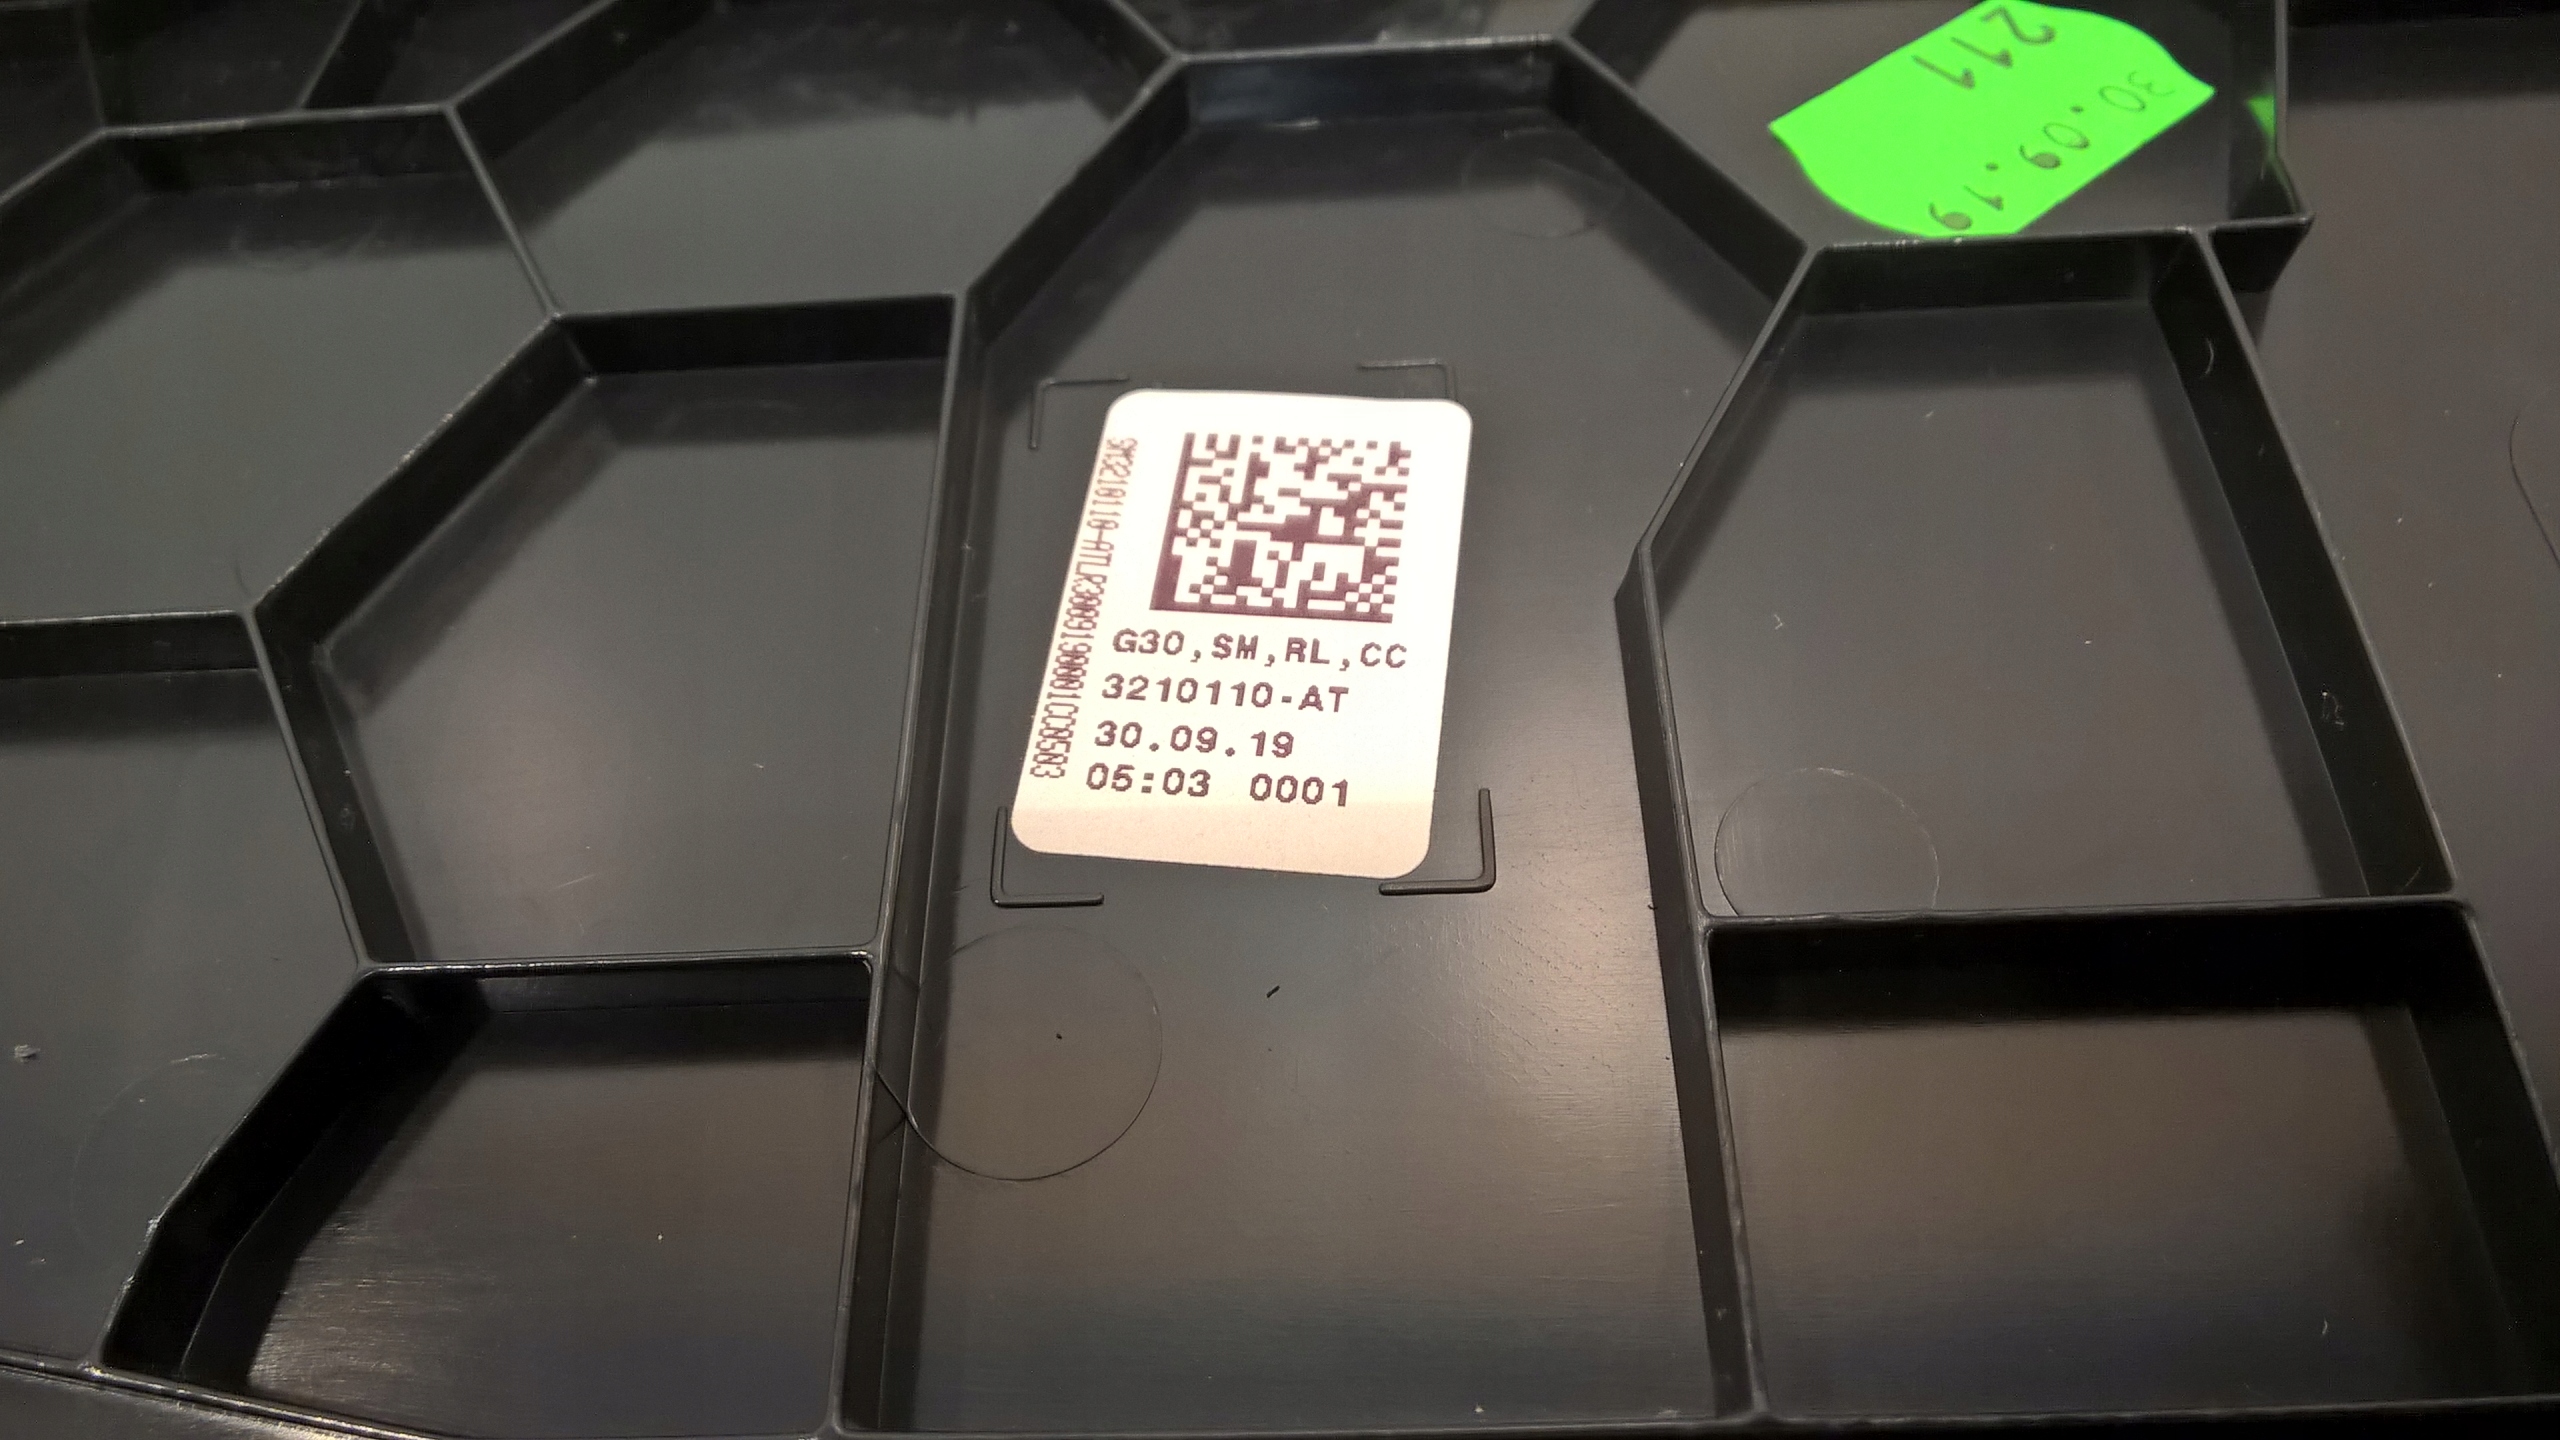 211
30.09.19
G30,SM,RL,CC
3210110-AT
30.09.19
05:03 0001